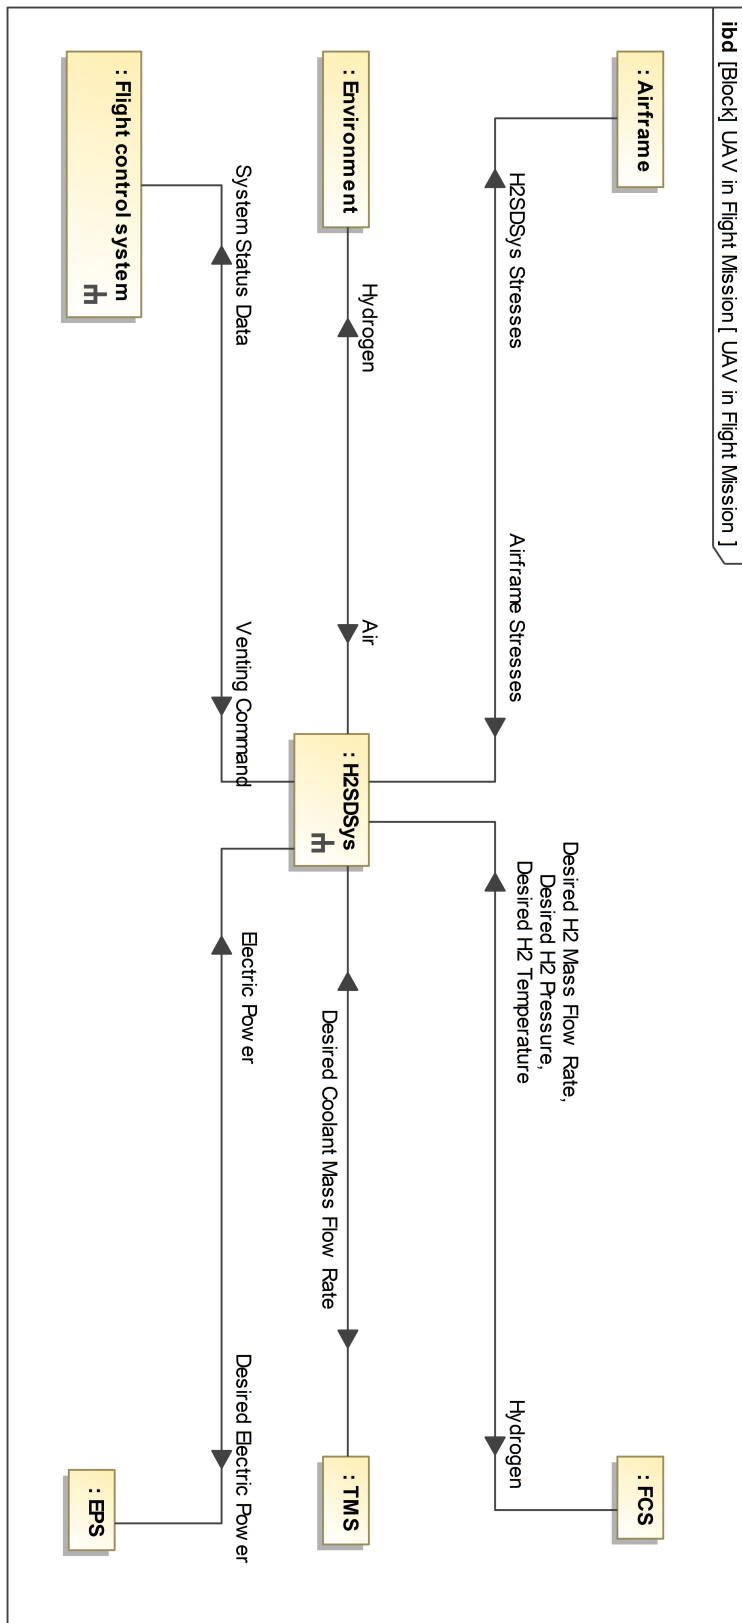 ibd [Block] UAV in Flight Mission [ UAV in Flight Mission ]
: Airframe
H2SDSys Stresses
Airframe Stresses
Desired H2 Mass Flow Rate,
Desired H2 Pressure,
Desired H2 Temperature
Hydrogen
: FCS
: Environment
Hydrogen
Air
: H2SDSys
Desired Coolant Mass Flow Rate
: TMS
: Flight control system
System Status Data
Venting Command
Electric Power
Desired Electric Power
: EPS